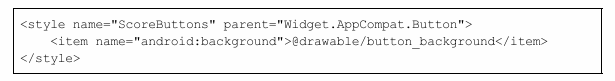 <style name="ScoreButtons" parent="Widget.AppCompat.Button">
    <item name="android:background">@drawable/button_background</item>
</style>